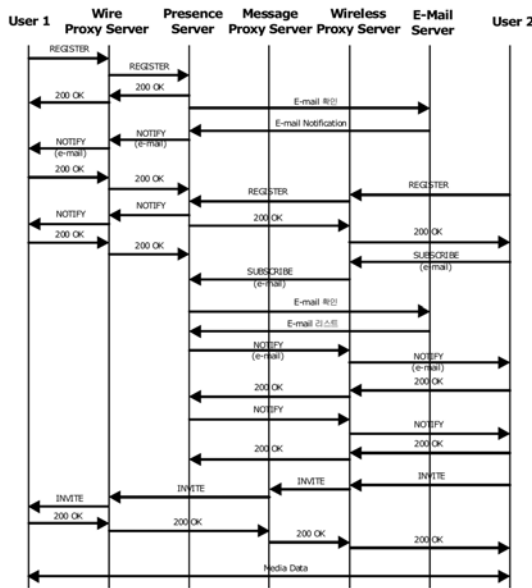 User 1
Wire
Proxy Server
Presence
Server
Message
Proxy Server
Wireless
Proxy Server
E-Mail
Server
User 2
REGISTER
REGISTER
200 OK
200 OK
E-mail 확인
E-mail Notification
NOTIFY
(e-mail)
NOTIFY
(e-mail)
200 OK
200 OK
REGISTER
REGISTER
NOTIFY
NOTIFY
200 OK
200 OK
200 OK
200 OK
SUBSCRIBE
(e-mail)
SUBSCRIBE
(e-mail)
E-mail 확인
E-mail 리스트
NOTIFY
(e-mail)
NOTIFY
(e-mail)
200 OK
200 OK
NOTIFY
NOTIFY
200 OK
200 OK
INVITE
INVITE
INVITE
INVITE
200 OK
200 OK
200 OK
200 OK
Media Data